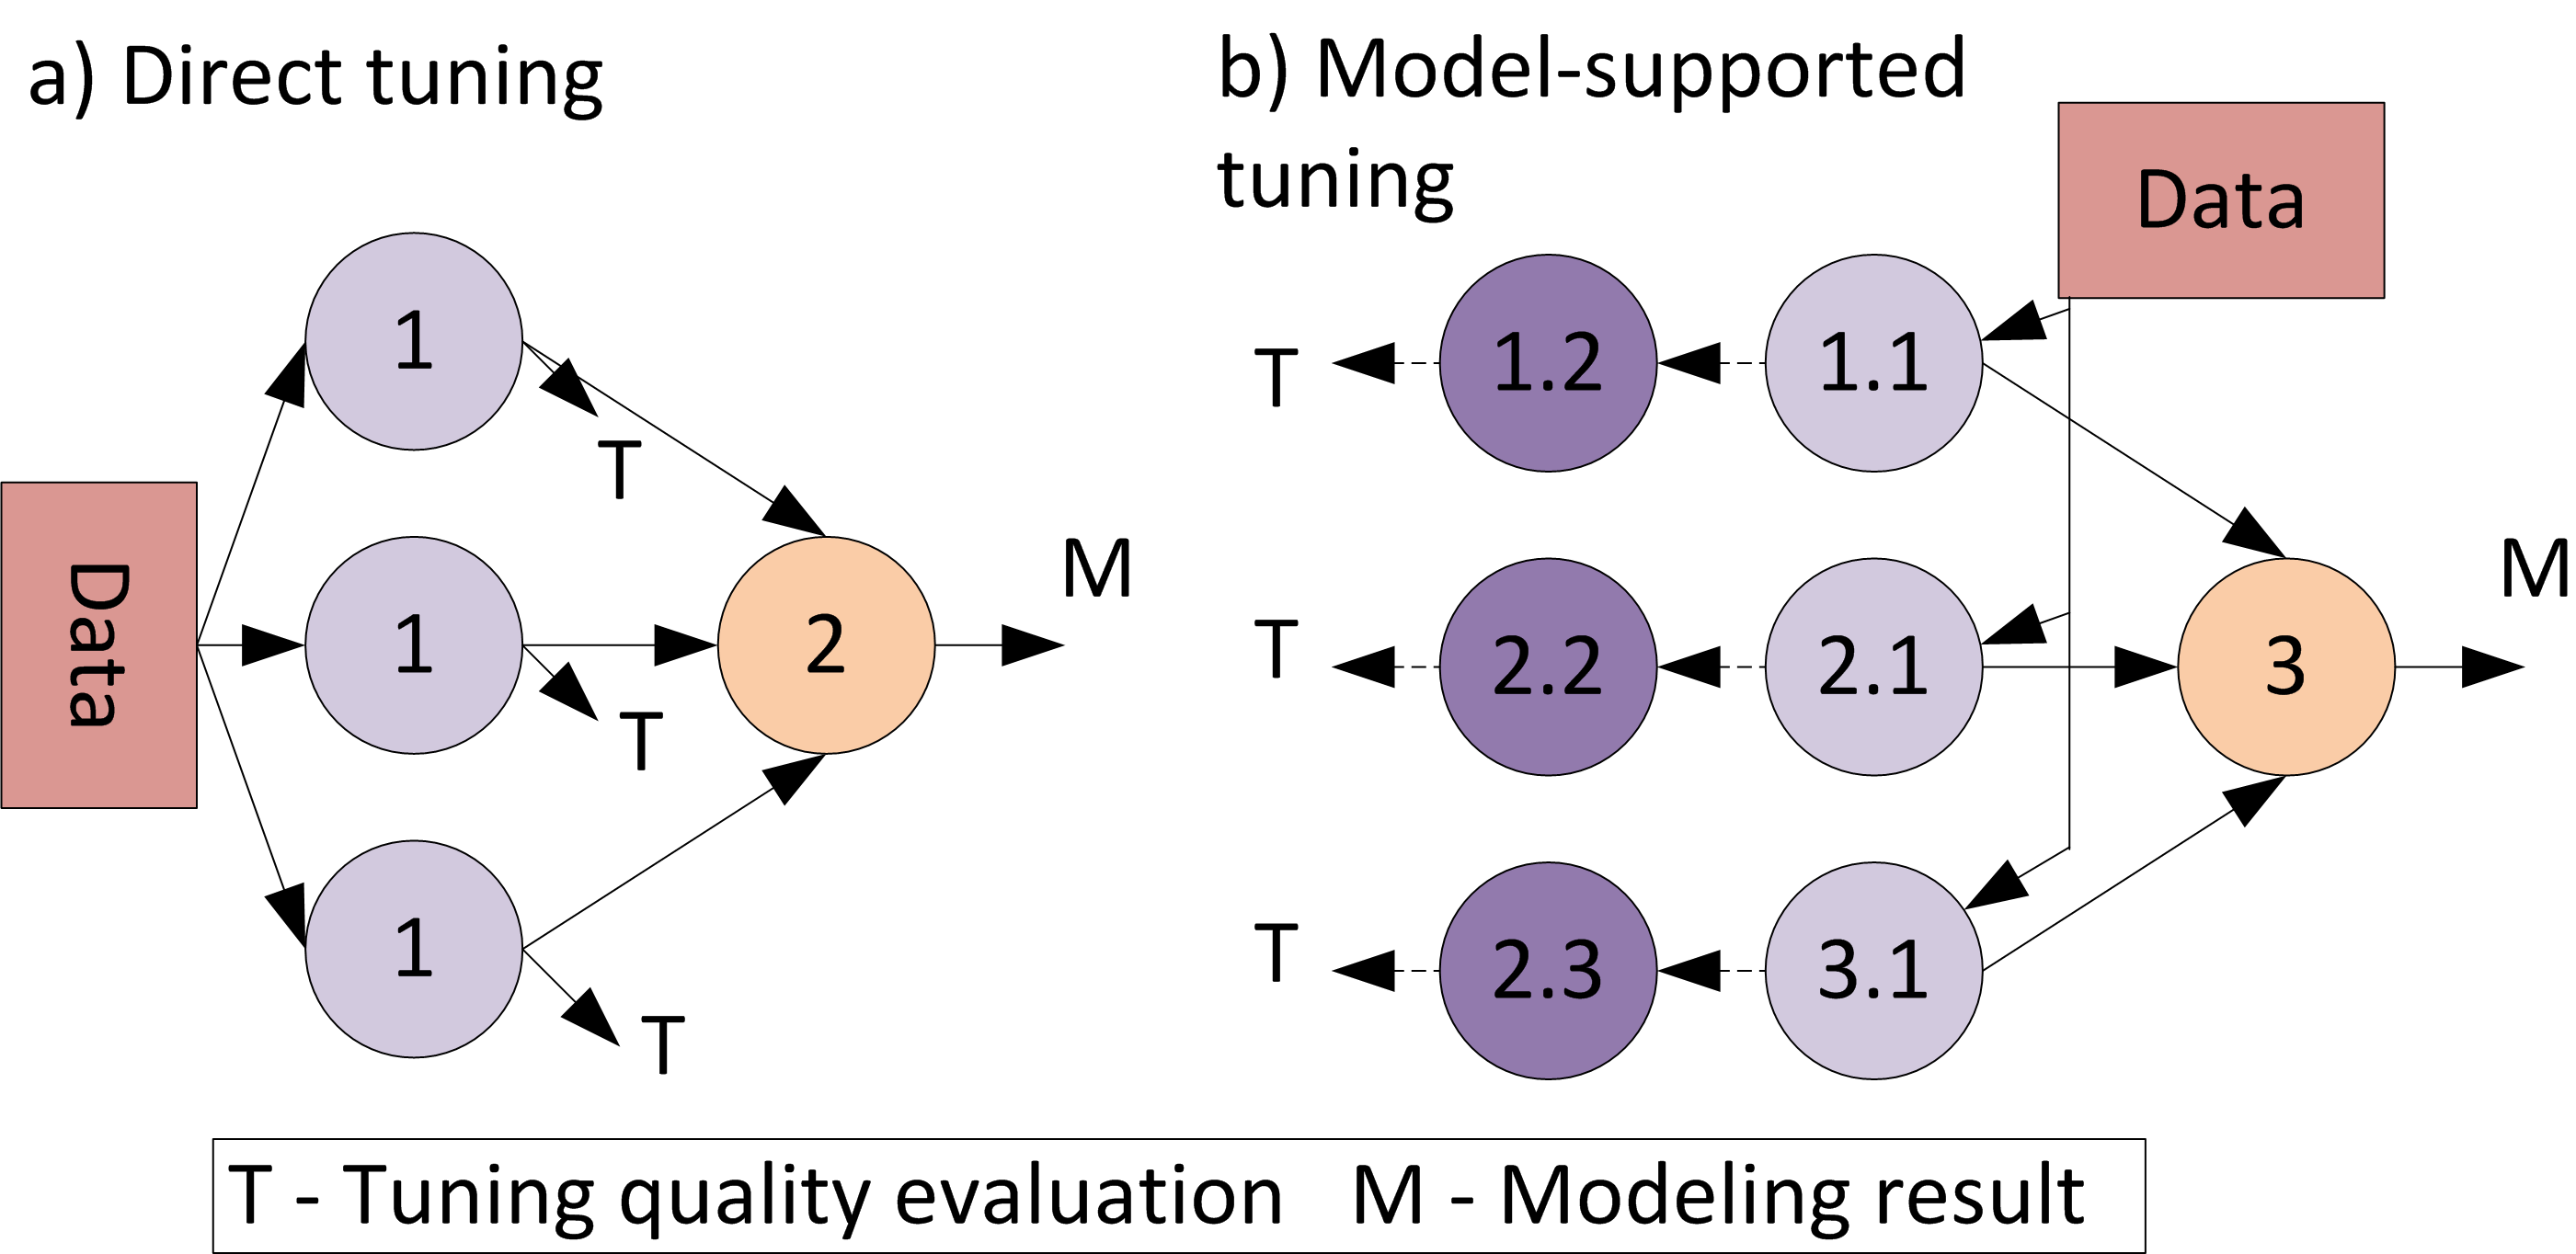 a) Direct tuning
Data
1
T
1
T
1
T
2
M
b) Model-supported
tuning
Data
T
1.2
1.1
T
2.2
2.1
T
2.3
3.1
3
M
T - Tuning quality evaluation M - Modeling result